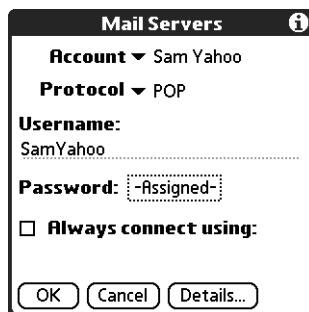 Mail Servers
Account Sam Yahoo
Protocol POP
Username:
SamYahoo
Password: -Assigned-
Always connect using:
OK Cancel Details...